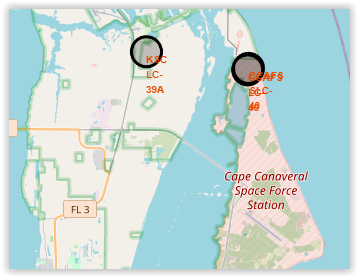 KSC
LC-
39A
CCAFS
SLC-
40
FL 3
Cape Canaveral
Space Force
Station